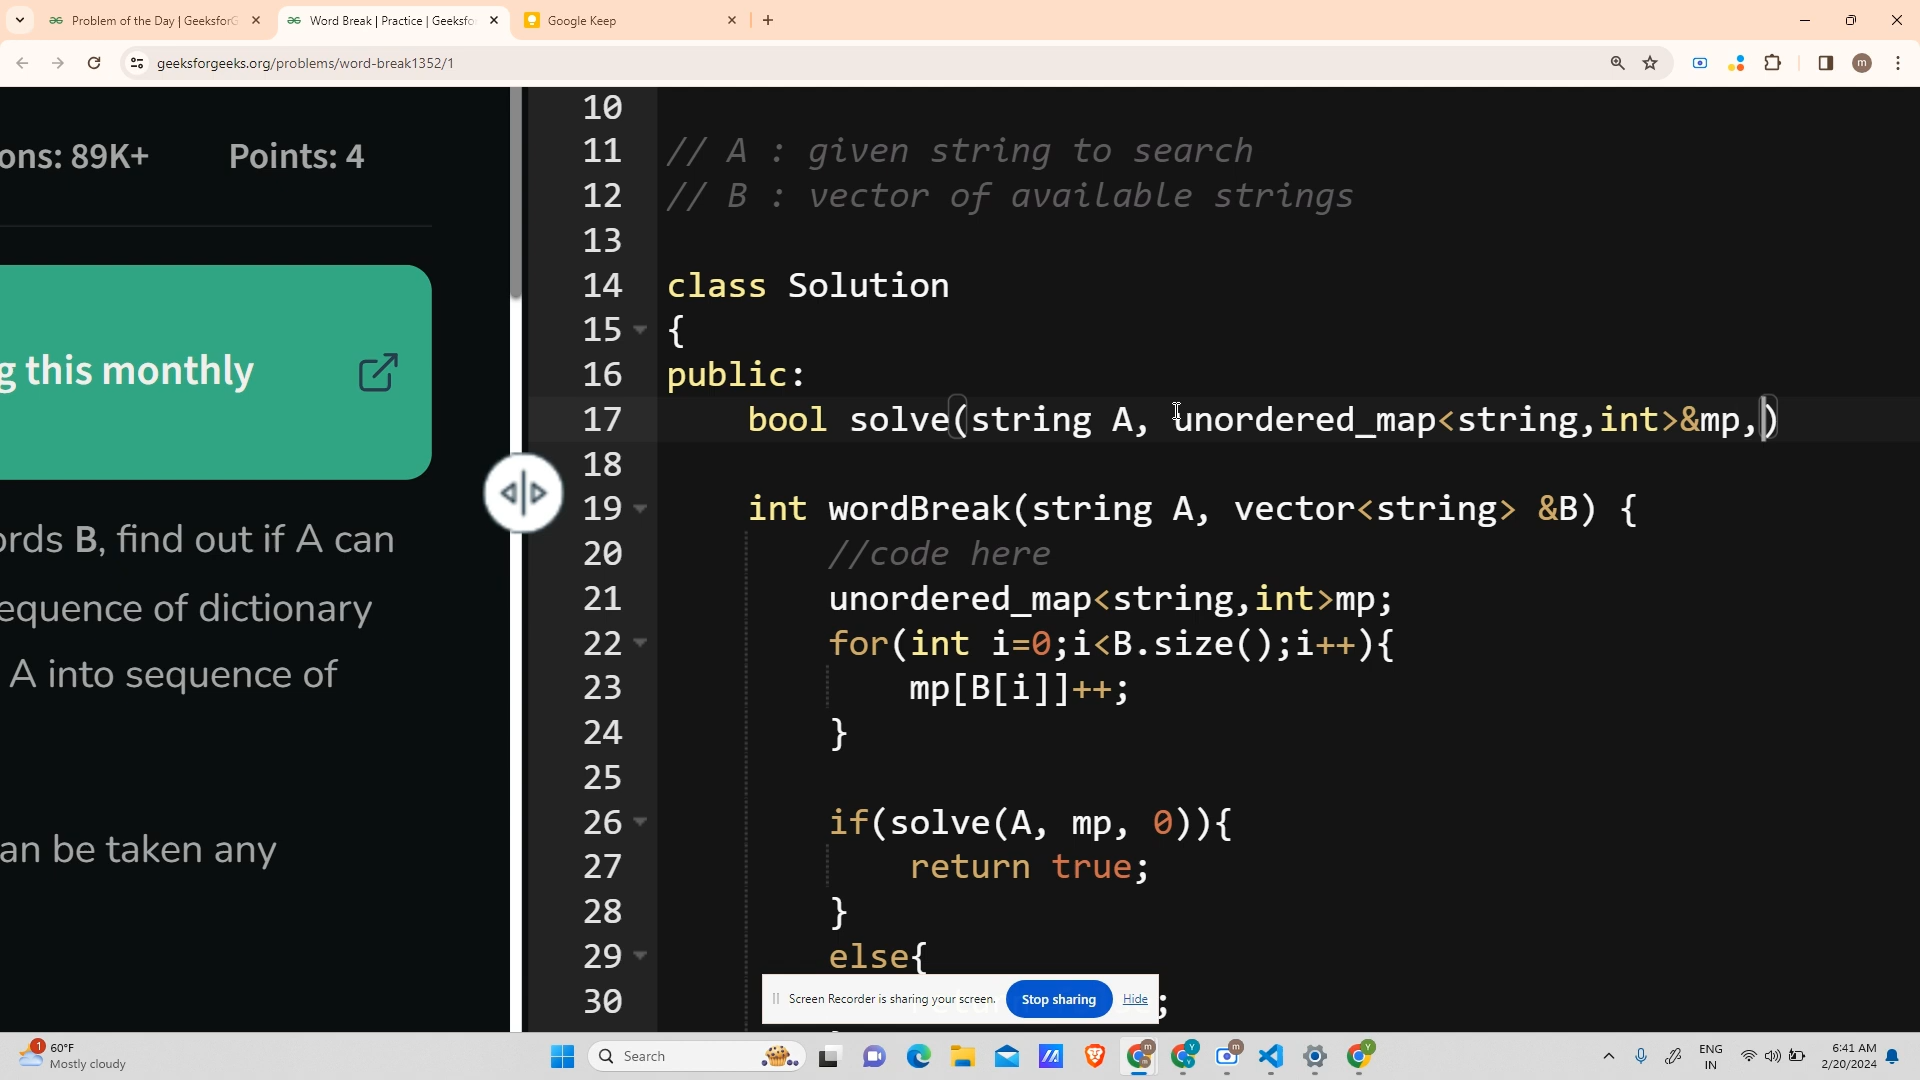 Problem of the Day | GeeksforG
Word Break | Practice | Geeksfo
Google Keep
geeksforgeeks.org/problems/word-break1352/1
m
ons: 89K+ Points: 4
g this monthly
ords B, find out if A can
equence of dictionary
A into sequence of
an be taken any
10
11 // A : given string to search
12 // B : vector of available strings
13
14 class Solution
15 {
16 public:
17 bool solve(string A, unordered_map<string,int>&mp,)
18
19 int wordBreak(string A, vector<string> &B) {
20 //code here
21 unordered_map<string,int>mp;
22 for(int i=0;i<B.size();i++){
23 mp[B[i]]++;
24 }
25
26 if(solve(A, mp, 0)){
27 return true;
28 }
29 else{
30 ;
Screen Recorder is sharing your screen. Stop sharing Hide
1
60°F
Mostly cloudy
Search
ENG
IN
6:41 AM
2/20/2024